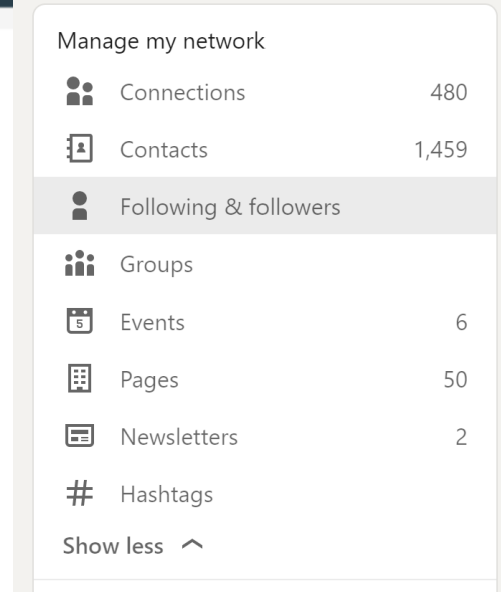 Manage my network
Connections 480
Contacts 1,459
Following & followers
Groups
5 Events 6
Pages 50
Newsletters 2
Hashtags
Show less